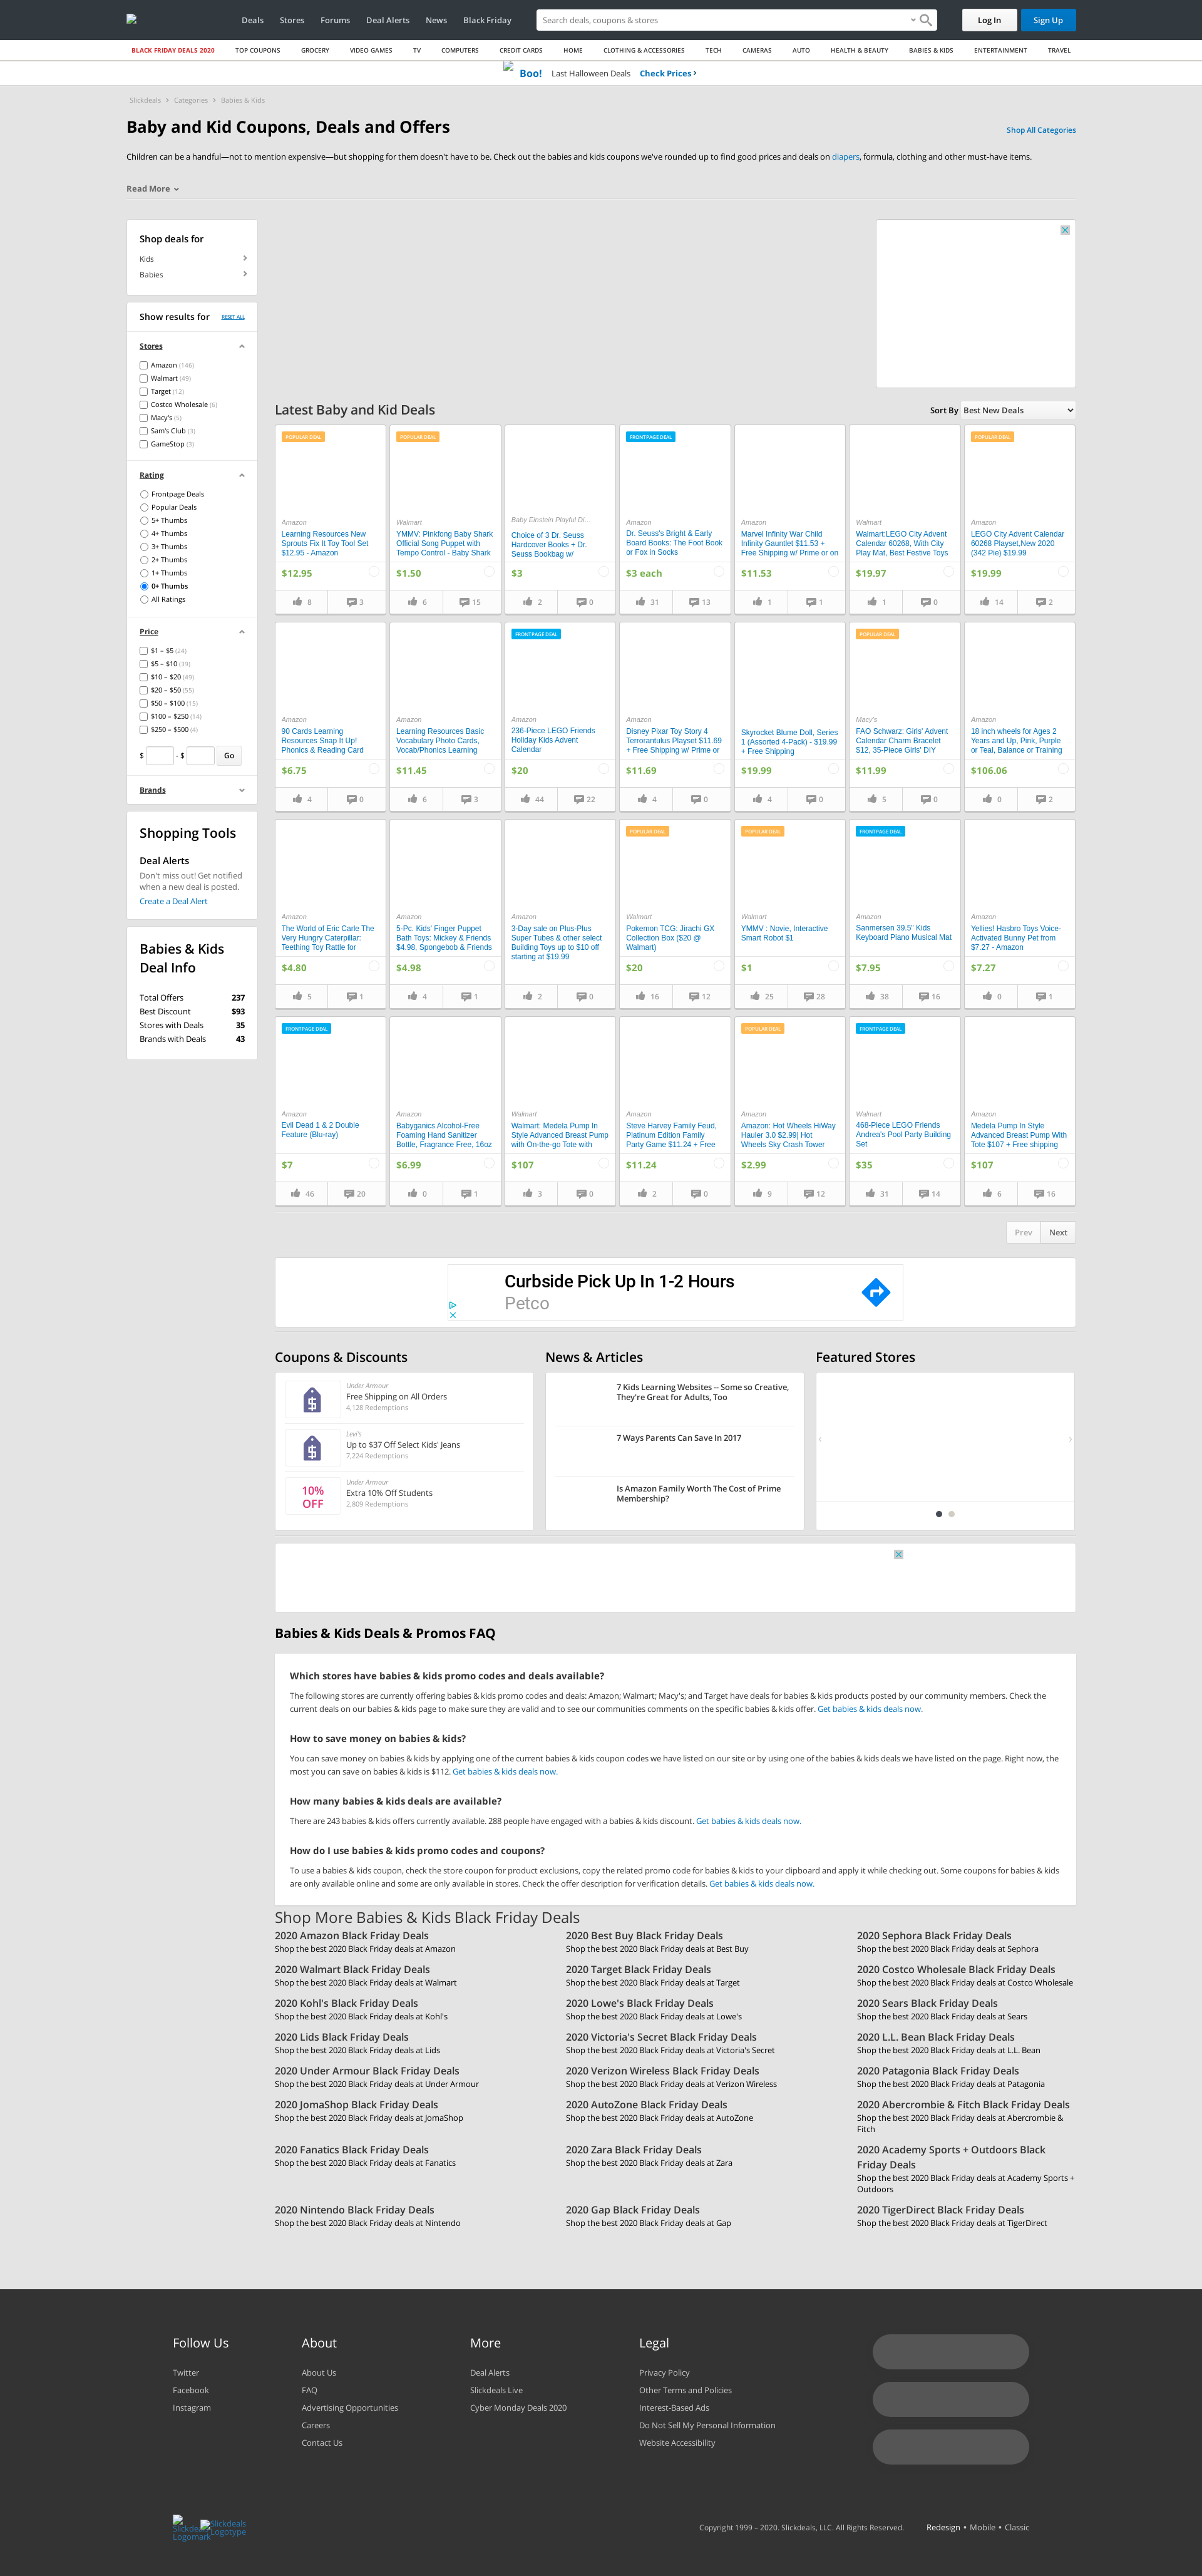 Deals Stores Forums Deal Alerts News Black Friday
Search deals, coupons & stores
Log In
Sign Up
BLACK FRIDAY DEALS 2020 TOP COUPONS GROCERY VIDEO GAMES TV COMPUTERS CREDIT CARDS HOME CLOTHING & ACCESSORIES TECH CAMERAS AUTO HEALTH & BEAUTY BABIES & KIDS ENTERTAINMENT TRAVEL
Boo! Last Halloween Deals Check Prices
Slickdeals Categories Babies & Kids
Baby and Kid Coupons, Deals and Offers
Shop All Categories
Children can be a handful—not to mention expensive—but shopping for them doesn't have to be. Check out the babies and kids coupons we've rounded up to find good prices and deals on diapers, formula, clothing and other must-have items.
Read More
Shop deals for
Kids
Babies
Show results for RESET ALL
Stores
Amazon (146)
Walmart (49)
Target (12)
Costco Wholesale (6)
Macy's (5)
Sam's Club (3)
GameStop (3)
Rating
Frontpage Deals
Popular Deals
5+ Thumbs
4+ Thumbs
3+ Thumbs
2+ Thumbs
1+ Thumbs
0+ Thumbs
All Ratings
Price
$1 – $5 (24)
$5 – $10 (39)
$10 – $20 (49)
$20 – $50 (55)
$50 – $100 (15)
$100 – $250 (14)
$250 – $500 (4)
$ - $ Go
Brands
Shopping Tools
Deal Alerts
Don't miss out! Get notified
when a new deal is posted.
Create a Deal Alert
Babies & Kids
Deal Info
Total Offers 237
Best Discount $93
Stores with Deals 35
Brands with Deals 43
Latest Baby and Kid Deals
Sort By Best New Deals
POPULAR DEAL
Amazon
Learning Resources New
Sprouts Fix It Toy Tool Set
$12.95 - Amazon
$12.95
8 3
POPULAR DEAL
Walmart
YMMV: Pinkfong Baby Shark
Official Song Puppet with
Tempo Control - Baby Shark
$1.50
6 15
Baby Einstein Playful Di…
Choice of 3 Dr. Seuss
Hardcover Books + Dr.
Seuss Bookbag w/
$3
2 0
FRONTPAGE DEAL
Amazon
Dr. Seuss's Bright & Early
Board Books: The Foot Book
or Fox in Socks
$3 each
31 13
Amazon
Marvel Infinity War Child
Infinity Gauntlet $11.53 +
Free Shipping w/ Prime or on
$11.53
1 1
Walmart
Walmart:LEGO City Advent
Calendar 60268, With City
Play Mat, Best Festive Toys
$19.97
1 0
POPULAR DEAL
Amazon
LEGO City Advent Calendar
60268 Playset,New 2020
(342 Pie) $19.99
$19.99
14 2
Amazon
90 Cards Learning
Resources Snap It Up!
Phonics & Reading Card
$6.75
4 0
Amazon
Learning Resources Basic
Vocabulary Photo Cards,
Vocab/Phonics Learning
$11.45
6 3
FRONTPAGE DEAL
Amazon
236-Piece LEGO Friends
Holiday Kids Advent
Calendar
$20
44 22
Amazon
Disney Pixar Toy Story 4
Terrorantulus Playset $11.69
+ Free Shipping w/ Prime or
$11.69
4 0
Skyrocket Blume Doll, Series
1 (Assorted 4-Pack) - $19.99
+ Free Shipping
$19.99
4 0
POPULAR DEAL
Macy's
FAO Schwarz: Girls' Advent
Calendar Charm Bracelet
$12, 35-Piece Girls' DIY
$11.99
5 0
Amazon
18 inch wheels for Ages 2
Years and Up, Pink, Purple
or Teal, Balance or Training
$106.06
0 2
Amazon
The World of Eric Carle The
Very Hungry Caterpillar:
Teething Toy Rattle for
$4.80
5 1
Amazon
5-Pc. Kids' Finger Puppet
Bath Toys: Mickey & Friends
$4.98, Spongebob & Friends
$4.98
4 1
Amazon
3-Day sale on Plus-Plus
Super Tubes & other select
Building Toys up to $10 off
starting at $19.99
2 0
POPULAR DEAL
Walmart
Pokemon TCG: Jirachi GX
Collection Box ($20 @
Walmart)
$20
16 12
POPULAR DEAL
Walmart
YMMV : Novie, Interactive
Smart Robot $1
$1
25 28
FRONTPAGE DEAL
Amazon
Sanmersen 39.5" Kids
Keyboard Piano Musical Mat
$7.95
38 16
Amazon
Yellies! Hasbro Toys Voice-
Activated Bunny Pet from
$7.27 - Amazon
$7.27
0 1
FRONTPAGE DEAL
Amazon
Evil Dead 1 & 2 Double
Feature (Blu-ray)
$7
46 20
Amazon
Babyganics Alcohol-Free
Foaming Hand Sanitizer
Bottle, Fragrance Free, 16oz
$6.99
0 1
Walmart
Walmart: Medela Pump In
Style Advanced Breast Pump
with On-the-go Tote with
$107
3 0
Amazon
Steve Harvey Family Feud,
Platinum Edition Family
Party Game $11.24 + Free
$11.24
2 0
POPULAR DEAL
Amazon
Amazon: Hot Wheels HiWay
Hauler 3.0 $2.99| Hot
Wheels Sky Crash Tower
$2.99
9 12
FRONTPAGE DEAL
Walmart
468-Piece LEGO Friends
Andrea's Pool Party Building
Set
$35
31 14
Amazon
Medela Pump In Style
Advanced Breast Pump With
Tote $107 + Free shipping
$107
6 16
Prev Next
Curbside Pick Up In 1-2 Hours
Petco
Coupons & Discounts
Under Armour
Free Shipping on All Orders
4,128 Redemptions
Levi's
Up to $37 Off Select Kids' Jeans
7,224 Redemptions
10%
OFF
Under Armour
Extra 10% Off Students
2,809 Redemptions
News & Articles
7 Kids Learning Websites -- Some so Creative,
They're Great for Adults, Too
7 Ways Parents Can Save In 2017
Is Amazon Family Worth The Cost of Prime
Membership?
Featured Stores
Babies & Kids Deals & Promos FAQ
Which stores have babies & kids promo codes and deals available?
The following stores are currently offering babies & kids promo codes and deals: Amazon; Walmart; Macy's; and Target have deals for babies & kids products posted by our community members. Check the
current deals on our babies & kids page to make sure they are valid and to see our communities comments on the specific babies & kids offer. Get babies & kids deals now.
How to save money on babies & kids?
You can save money on babies & kids by applying one of the current babies & kids coupon codes we have listed on our site or by using one of the babies & kids deals we have listed on the page. Right now, the
most you can save on babies & kids is $112. Get babies & kids deals now.
How many babies & kids deals are available?
There are 243 babies & kids offers currently available. 288 people have engaged with a babies & kids discount. Get babies & kids deals now.
How do I use babies & kids promo codes and coupons?
To use a babies & kids coupon, check the store coupon for product exclusions, copy the related promo code for babies & kids to your clipboard and apply it while checking out. Some coupons for babies & kids
are only available online and some are only available in stores. Check the offer description for verification details. Get babies & kids deals now.
Shop More Babies & Kids Black Friday Deals
2020 Amazon Black Friday Deals
Shop the best 2020 Black Friday deals at Amazon
2020 Best Buy Black Friday Deals
Shop the best 2020 Black Friday deals at Best Buy
2020 Sephora Black Friday Deals
Shop the best 2020 Black Friday deals at Sephora
2020 Walmart Black Friday Deals
Shop the best 2020 Black Friday deals at Walmart
2020 Target Black Friday Deals
Shop the best 2020 Black Friday deals at Target
2020 Costco Wholesale Black Friday Deals
Shop the best 2020 Black Friday deals at Costco Wholesale
2020 Kohl's Black Friday Deals
Shop the best 2020 Black Friday deals at Kohl's
2020 Lowe's Black Friday Deals
Shop the best 2020 Black Friday deals at Lowe's
2020 Sears Black Friday Deals
Shop the best 2020 Black Friday deals at Sears
2020 Lids Black Friday Deals
Shop the best 2020 Black Friday deals at Lids
2020 Victoria's Secret Black Friday Deals
Shop the best 2020 Black Friday deals at Victoria's Secret
2020 L.L. Bean Black Friday Deals
Shop the best 2020 Black Friday deals at L.L. Bean
2020 Under Armour Black Friday Deals
Shop the best 2020 Black Friday deals at Under Armour
2020 Verizon Wireless Black Friday Deals
Shop the best 2020 Black Friday deals at Verizon Wireless
2020 Patagonia Black Friday Deals
Shop the best 2020 Black Friday deals at Patagonia
2020 JomaShop Black Friday Deals
Shop the best 2020 Black Friday deals at JomaShop
2020 AutoZone Black Friday Deals
Shop the best 2020 Black Friday deals at AutoZone
2020 Abercrombie & Fitch Black Friday Deals
Shop the best 2020 Black Friday deals at Abercrombie &
Fitch
2020 Fanatics Black Friday Deals
Shop the best 2020 Black Friday deals at Fanatics
2020 Zara Black Friday Deals
Shop the best 2020 Black Friday deals at Zara
2020 Academy Sports + Outdoors Black
Friday Deals
Shop the best 2020 Black Friday deals at Academy Sports +
Outdoors
2020 Nintendo Black Friday Deals
Shop the best 2020 Black Friday deals at Nintendo
2020 Gap Black Friday Deals
Shop the best 2020 Black Friday deals at Gap
2020 TigerDirect Black Friday Deals
Shop the best 2020 Black Friday deals at TigerDirect
Follow Us
Twitter
Facebook
Instagram
About
About Us
FAQ
Advertising Opportunities
Careers
Contact Us
More
Deal Alerts
Slickdeals Live
Cyber Monday Deals 2020
Legal
Privacy Policy
Other Terms and Policies
Interest-Based Ads
Do Not Sell My Personal Information
Website Accessibility
Slickdeals
Logomark
Slickdeals
Logotype
Copyright 1999 – 2020. Slickdeals, LLC. All Rights Reserved.
Redesign • Mobile • Classic